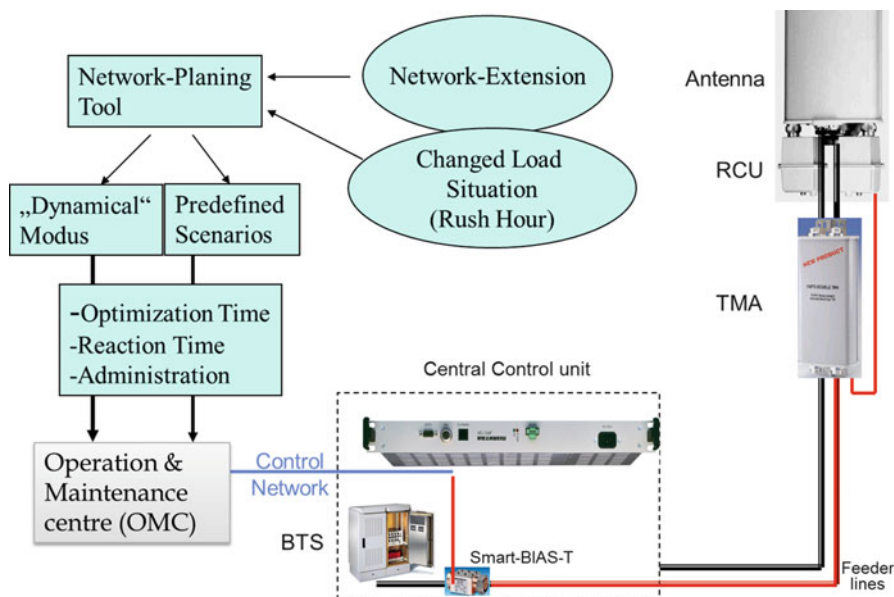 Network-Planing
Tool
Network-Extension
Changed Load
Situation
(Rush Hour)
„Dynamical“
Modus
Predefined
Scenarios
-Optimization Time
-Reaction Time
-Administration
Operation &
Maintenance
centre (OMC)
Control
Network
Central Control unit
BTS
Smart-BIAS-T
Feeder
lines
Antenna
RCU
TMA
NEW PRODUCT